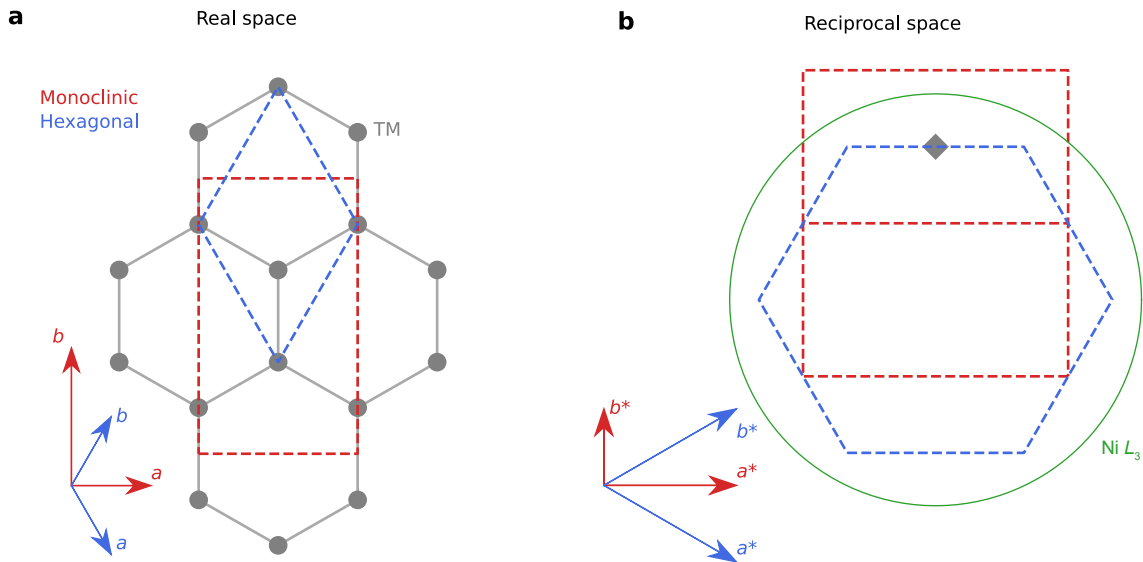 a
Real space
Monoclinic
Hexagonal
TM
b
b
a
a
b
Reciprocal space
Ni L₃
b*
b*
a*
a*